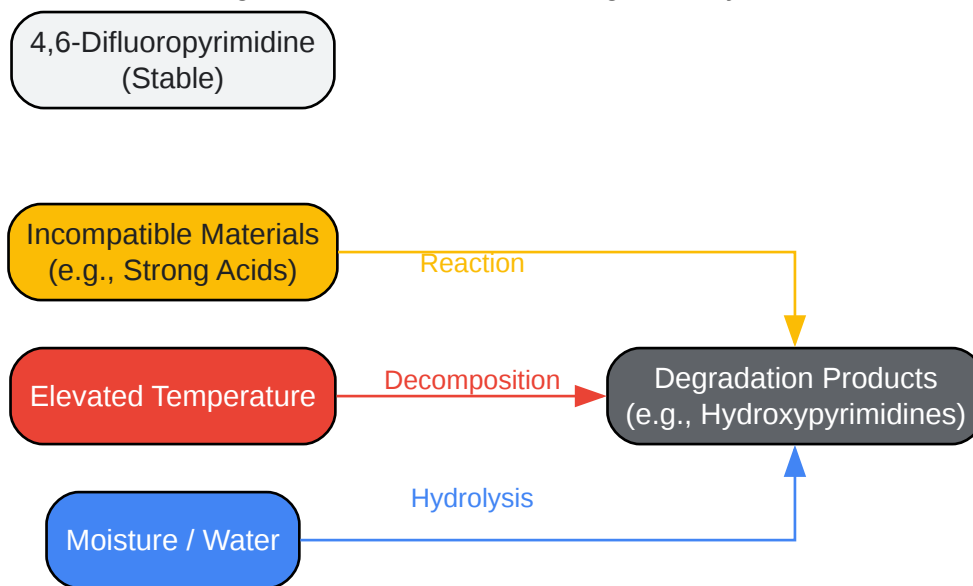 4,6-Difluoropyrimidine
(Stable)
Incompatible Materials
(e.g., Strong Acids)
Reaction
Elevated Temperature
Decomposition
Degradation Products
(e.g., Hydroxypyrimidines)
Hydrolysis
Moisture / Water